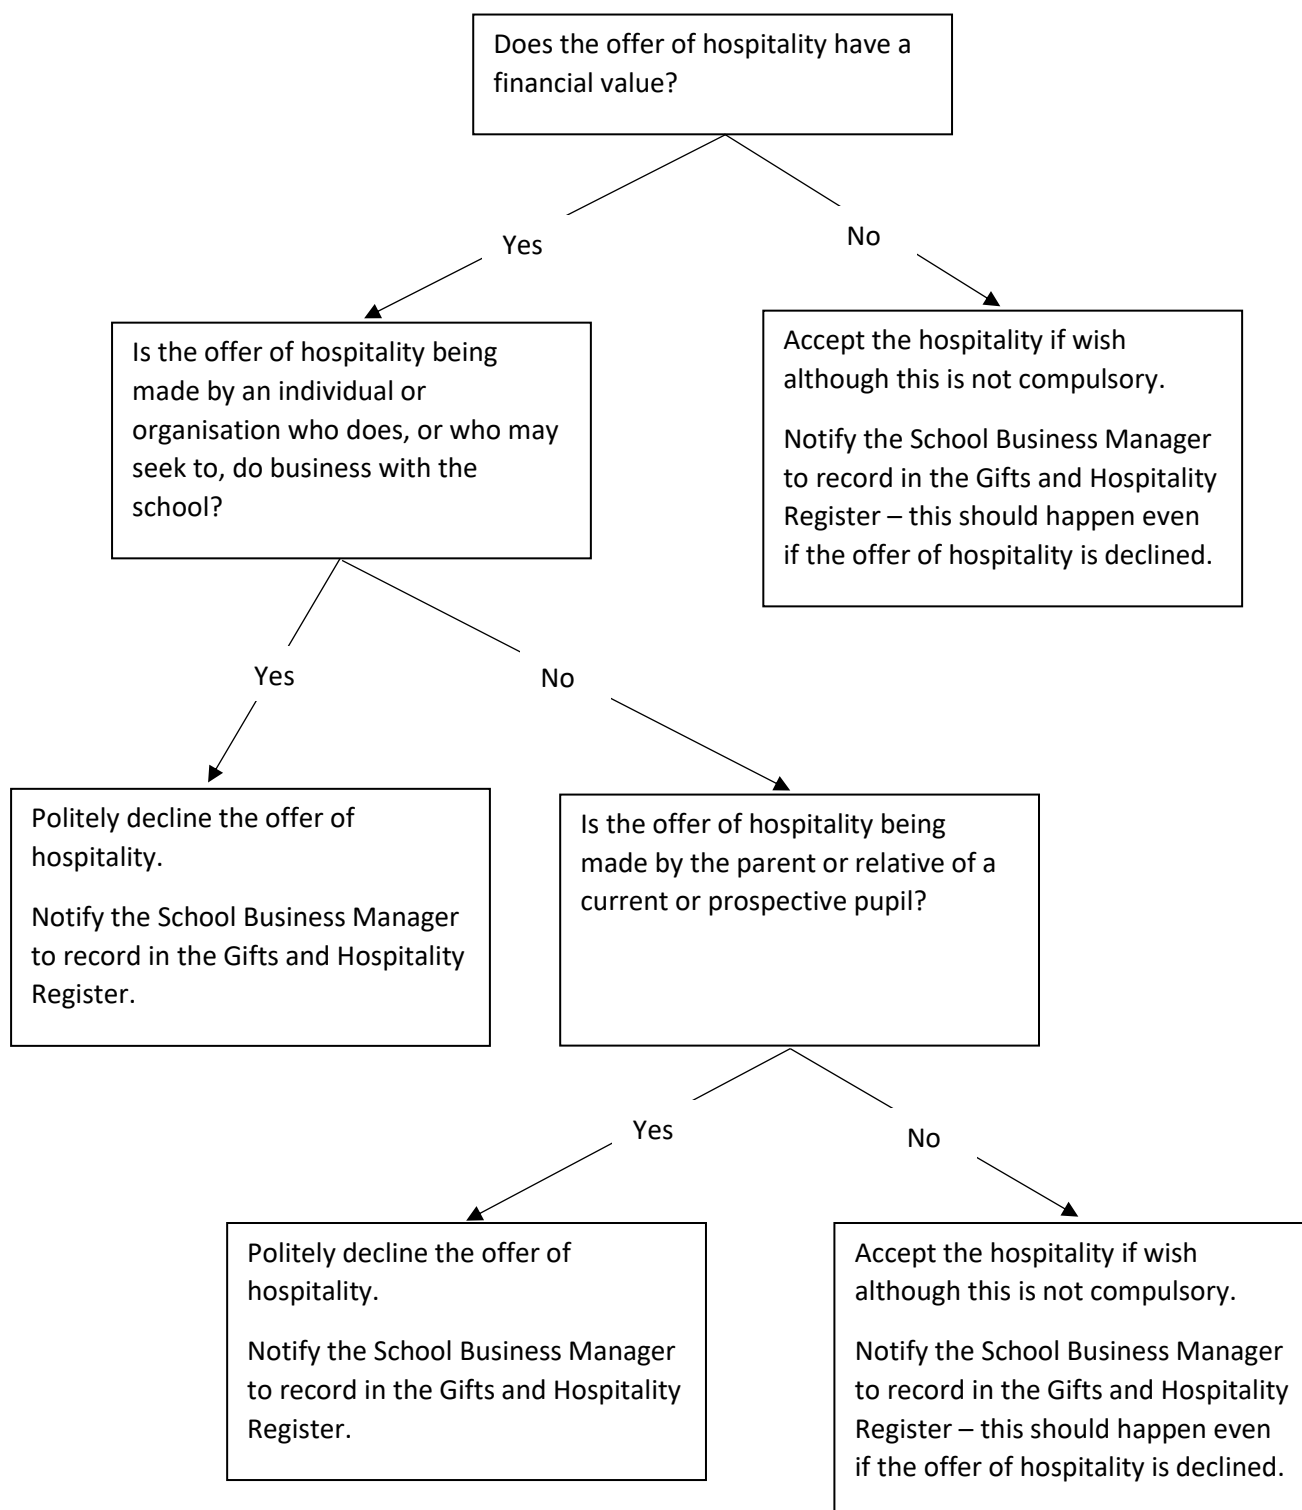 Does the offer of hospitality have a
financial value?
Yes
No
Is the offer of hospitality being
made by an individual or
organisation who does, or who may
seek to, do business with the
school?
Accept the hospitality if wish
although this is not compulsory.
Notify the School Business Manager
to record in the Gifts and Hospitality
Register – this should happen even
if the offer of hospitality is declined.
Yes
No
Politely decline the offer of
hospitality.
Notify the School Business Manager
to record in the Gifts and Hospitality
Register.
Is the offer of hospitality being
made by the parent or relative of a
current or prospective pupil?
Yes
No
Politely decline the offer of
hospitality.
Notify the School Business Manager
to record in the Gifts and Hospitality
Register.
Accept the hospitality if wish
although this is not compulsory.
Notify the School Business Manager
to record in the Gifts and Hospitality
Register – this should happen even
if the offer of hospitality is declined.